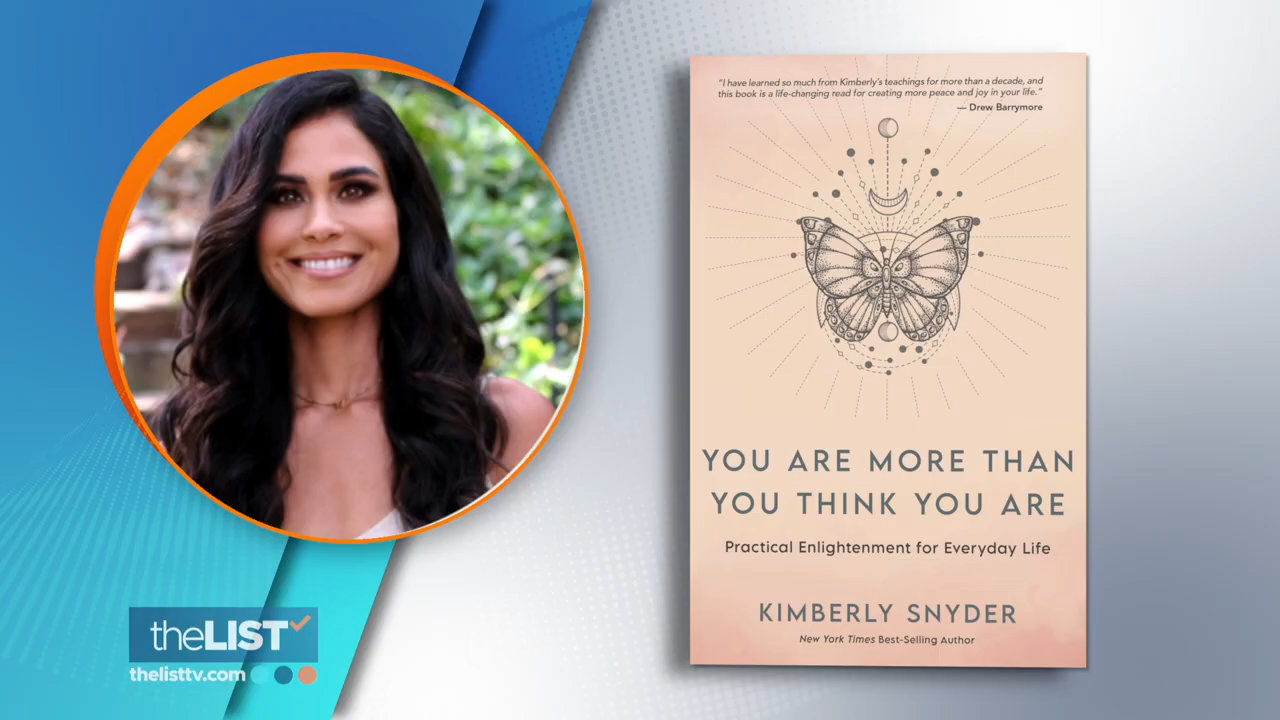 "I have learned so much from Kimberly's teachings for more than a decade, and
this book is a life-changing read for creating more peace and joy in your life."
— Drew Barrymore
YOU ARE MORE THAN
YOU THINK YOU ARE
Practical Enlightenment for Everyday Life
KIMBERLY SNYDER
New York Times Best-Selling Author
theLIST
thelisttv.com